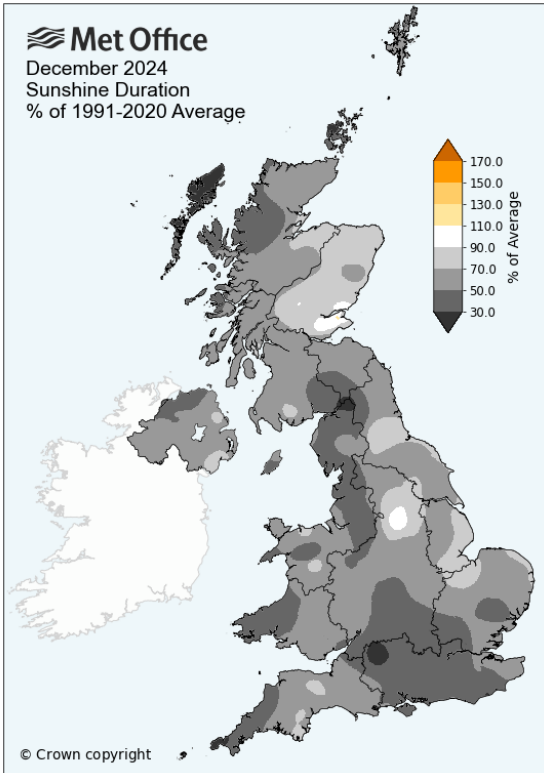 Met Office
December 2024
Sunshine Duration
% of 1991-2020 Average
170.0
150.0
130.0
110.0
90.0
70.0
50.0
30.0
% of Average
© Crown copyright